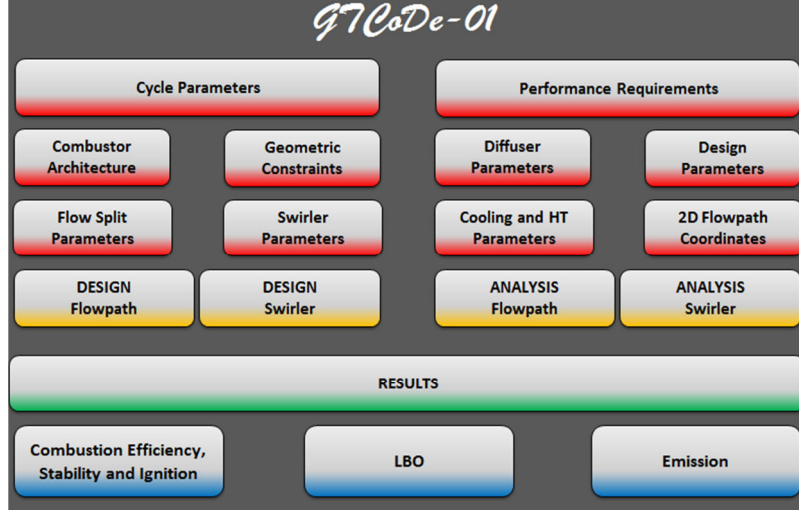 GTCoDe-01
Cycle Parameters
Performance Requirements
Combustor
Architecture
Geometric
Constraints
Diffuser
Parameters
Design
Parameters
Flow Split
Parameters
Swirler
Parameters
Cooling and HT
Parameters
2D Flowpath
Coordinates
DESIGN
Flowpath
DESIGN
Swirler
ANALYSIS
Flowpath
ANALYSIS
Swirler
RESULTS
Combustion Efficiency,
Stability and Ignition
LBO
Emission